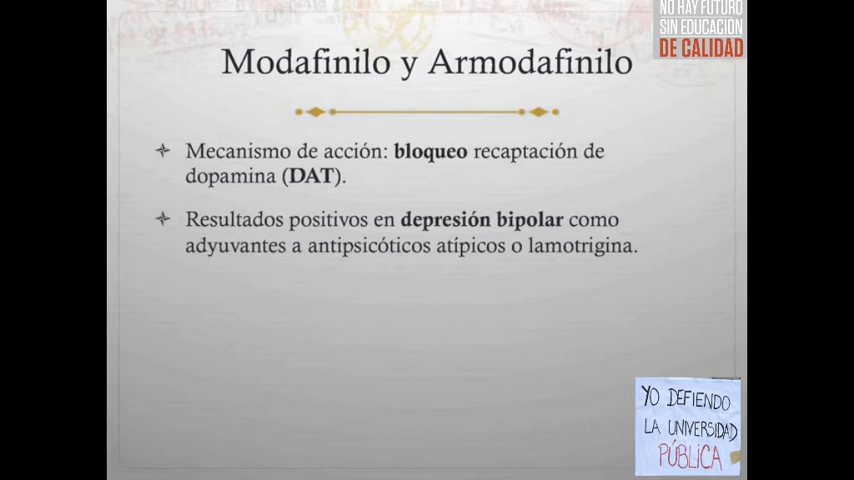 NO HAY FUTURO
SIN EDUCACIÓN
DE CALIDAD
Modafinilo y Armodafinilo
Mecanismo de acción: bloqueo recaptación de
dopamina (DAT).
Resultados positivos en depresión bipolar como
adyuvantes a antipsicóticos atípicos o lamotrigina.
YO DEFIENDO
LA UNIVERSIDAD
PÚBLICA